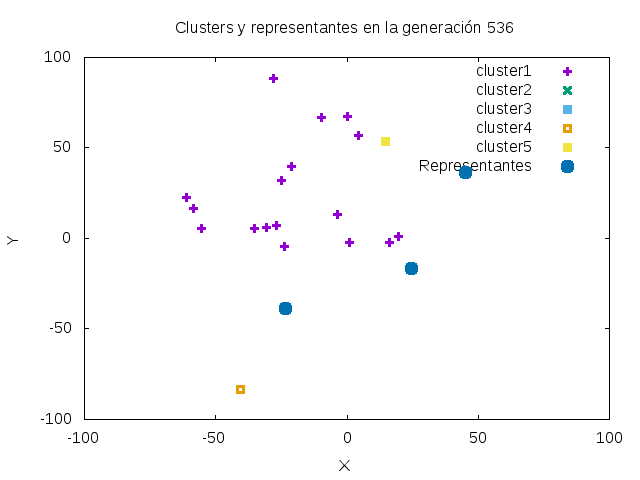 Clusters y representantes en la generación 536
100
cluster1
cluster2
cluster3
50
cluster4
cluster5
Representantes
Y
0
-50
-100
-100
-50
0
50
100
X